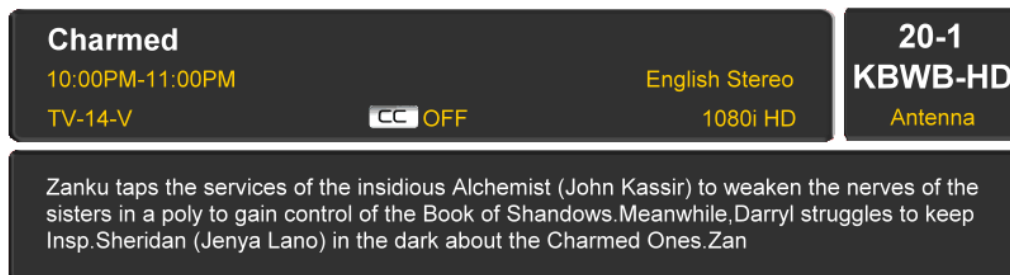 Charmed
10:00PM-11:00PM
English Stereo
TV-14-V
CC OFF
1080i HD
20-1
KBWB-HD
Antenna
Zanku taps the services of the insidious Alchemist (John Kassir) to weaken the nerves of the
sisters in a poly to gain control of the Book of Shandows.Meanwhile,Darryl struggles to keep
Insp.Sheridan (Jenya Lano) in the dark about the Charmed Ones.Zan